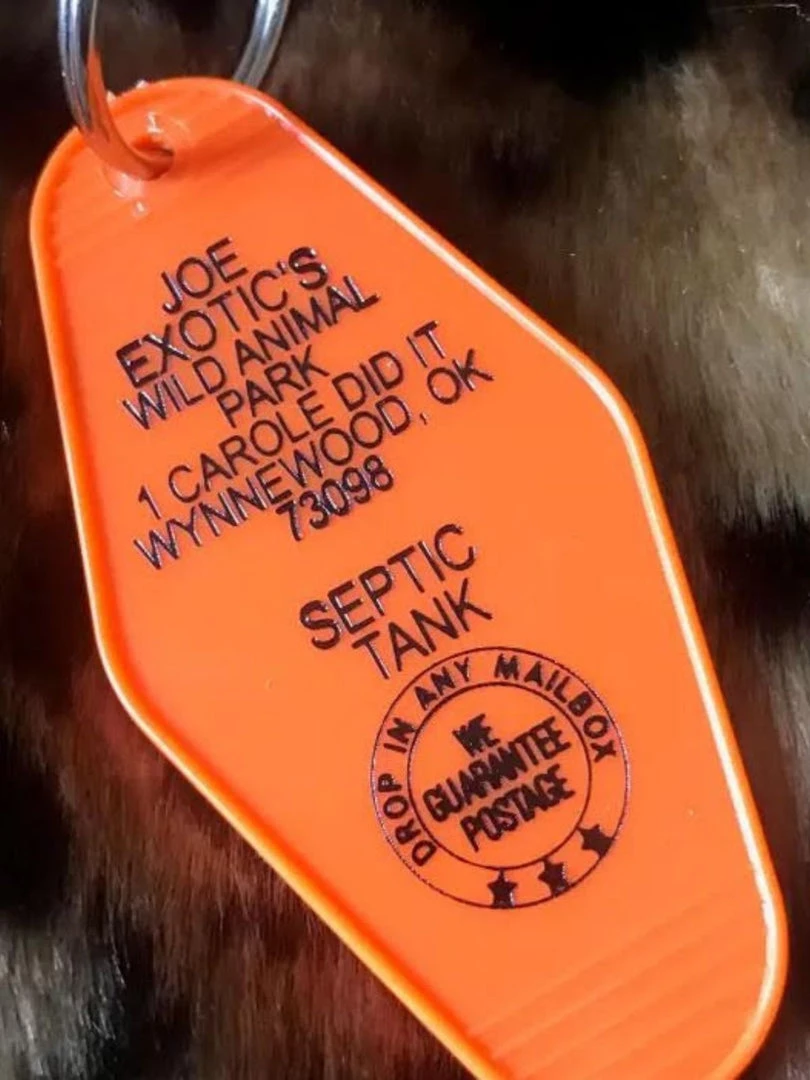 JOE
EXOTIC'S
WILD ANIMAL
PARK
1 CAROLE DID IT
WYNNEWOOD, OK
73098
SEPTIC
TANK
DROP IN ANY MAILBOX
WE
GUARANTEE
POSTAGE